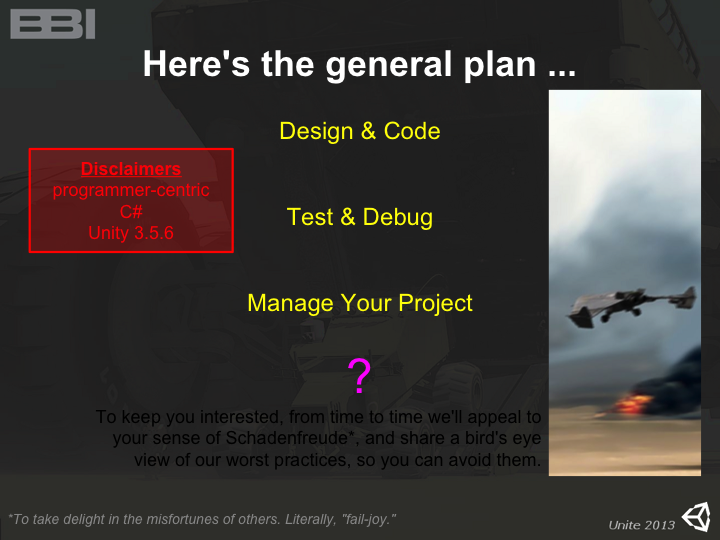 BBI
Here's the general plan ...
Design & Code
Disclaimers
programmer-centric
C#
Unity 3.5.6
Test & Debug
Manage Your Project
?
To keep you interested, from time to time we'll appeal to
your sense of Schadenfreude*, and share a bird's eye
view of our worst practices, so you can avoid them.
*To take delight in the misfortunes of others. Literally, "fail-joy."
Unite 2013